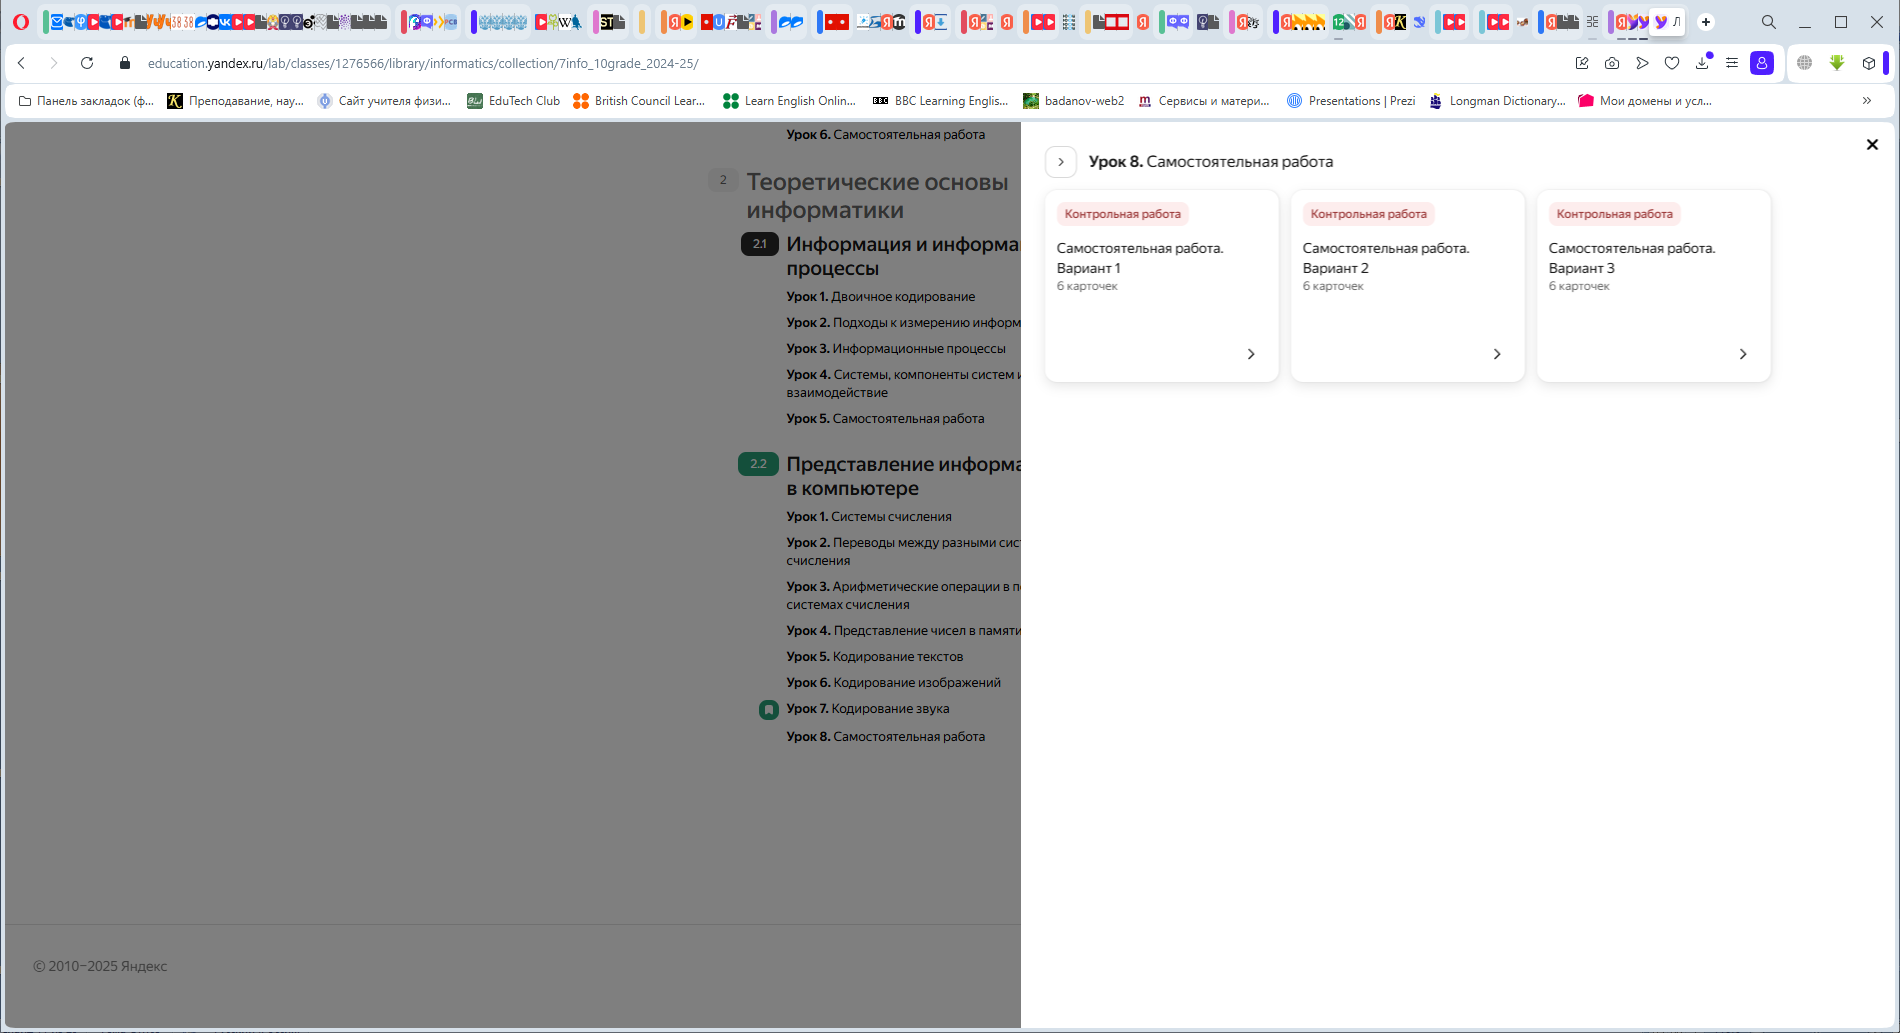 education.yandex.ru/lab/classes/1276566/library/informatics/collection/7info_10grade_2024-25/
Панель закладок (ф...
Преподавание, нау...
Сайт учителя физи...
EduTech Club
British Council Lear...
Learn English Onlin...
BBC Learning Englis...
badanov-web2
Сервисы и матери...
Presentations | Prezi
Longman Dictionary...
Мои домены и усл...
Урок 6. Самостоятельная работа
2 Теоретические основы
информатики
2.1 Информация и информа
процессы
Урок 1. Двоичное кодирование
Урок 2. Подходы к измерению информ
Урок 3. Информационные процессы
Урок 4. Системы, компоненты систем и
взаимодействие
Урок 5. Самостоятельная работа
2.2 Представление информа
в компьютере
Урок 1. Системы счисления
Урок 2. Переводы между разными сис
счисления
Урок 3. Арифметические операции в п
системах счисления
Урок 4. Представление чисел в памяти
Урок 5. Кодирование текстов
Урок 6. Кодирование изображений
Урок 7. Кодирование звука
Урок 8. Самостоятельная работа
© 2010–2025 Яндекс
Урок 8. Самостоятельная работа
Контрольная работа
Самостоятельная работа.
Вариант 1
6 карточек
Контрольная работа
Самостоятельная работа.
Вариант 2
6 карточек
Контрольная работа
Самостоятельная работа.
Вариант 3
6 карточек